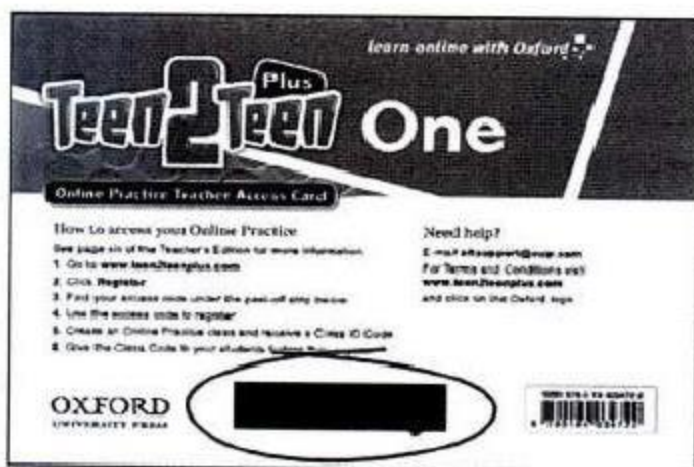 learn online with Oxford
Teen2Teen Plus One
Online Practice Teacher Access Card
How to access your Online Practice
See page six of the Teacher's Edition for more information
1 Go to www.teen2teenplus.com
2 Click Register
3 Find your access code under the peel-off strip below
4 Use the access code to register
5 Create an Online Practice class and receive a Class ID Code
6 Give the Class Code to your students
Need help?
E-mail eltsupport@oup.com
For Terms and Conditions visit
www.teen2teenplus.com
and click on the Oxford logo
OXFORD
UNIVERSITY PRESS